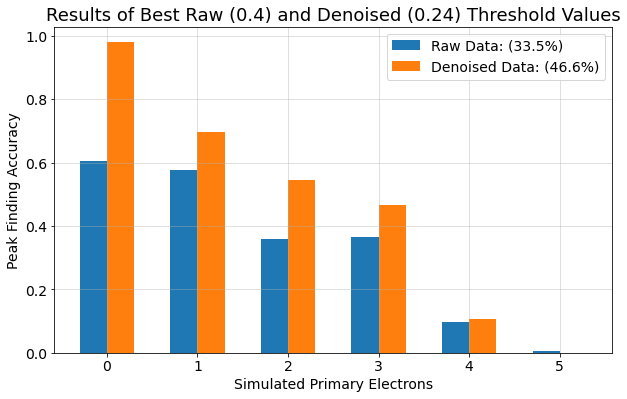 Results of Best Raw (0.4) and Denoised (0.24) Threshold Values
Raw Data: (33.5%)
Denoised Data: (46.6%)
Peak Finding Accuracy
1.0
0.8
0.6
0.4
0.2
0.0
0 1 2 3 4 5
Simulated Primary Electrons